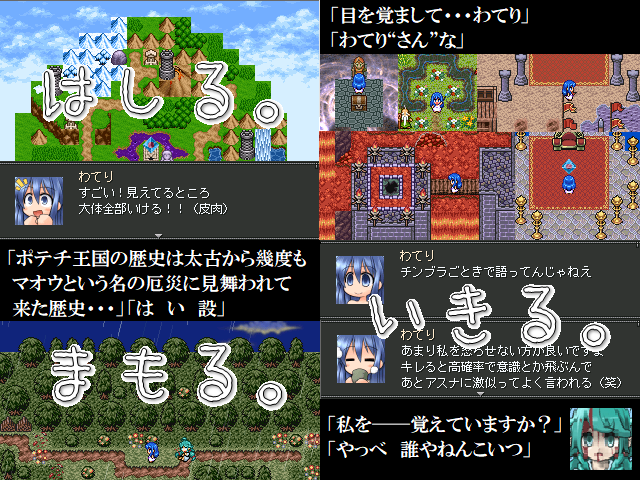 はしる。
わてり
すごい！見えてるところ
大体全部いける！！（皮肉）
「ポテチ王国の歴史は太古から幾度も
マオウという名の厄災に見舞われて
来た歴史・・・」「は　い　設」
まもる。
「目を覚まして・・・わてり」
「わてり“さん”な」
わてり
チンブラごときで語ってんじゃねえ
いきる。
わてり
あまり私を怒らせない方が良いですよ
キレると高確率で意識とか飛ぶんで
あとアスナに激似ってよく言われる（笑）
「私を――覚えていますか？」
「やっべ　誰やねんこいつ」